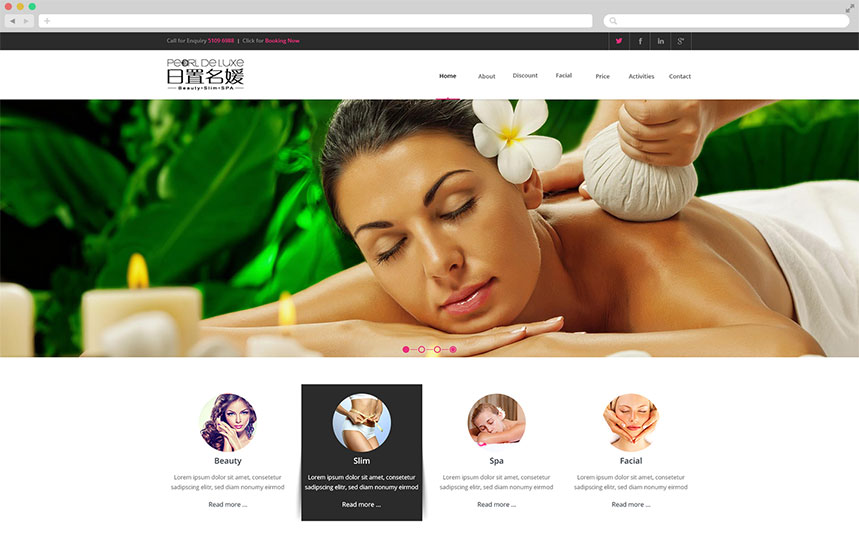 Call for Enquiry 5109 6988 | Click for Booking Now
PEARL DE LUXE
日置名媛
Beauty•Slim•SPA
Home About Discount Facial Price Activities Contact
Beauty
Lorem ipsum dolor sit amet, consetetur
sadipscing elitr, sed diam nonumy eirmod
Read more ...
Slim
Lorem ipsum dolor sit amet, consetetur
sadipscing elitr, sed diam nonumy eirmod
Read more ...
Spa
Lorem ipsum dolor sit amet, consetetur
sadipscing elitr, sed diam nonumy eirmod
Read more ...
Facial
Lorem ipsum dolor sit amet, consetetur
sadipscing elitr, sed diam nonumy eirmod
Read more ...